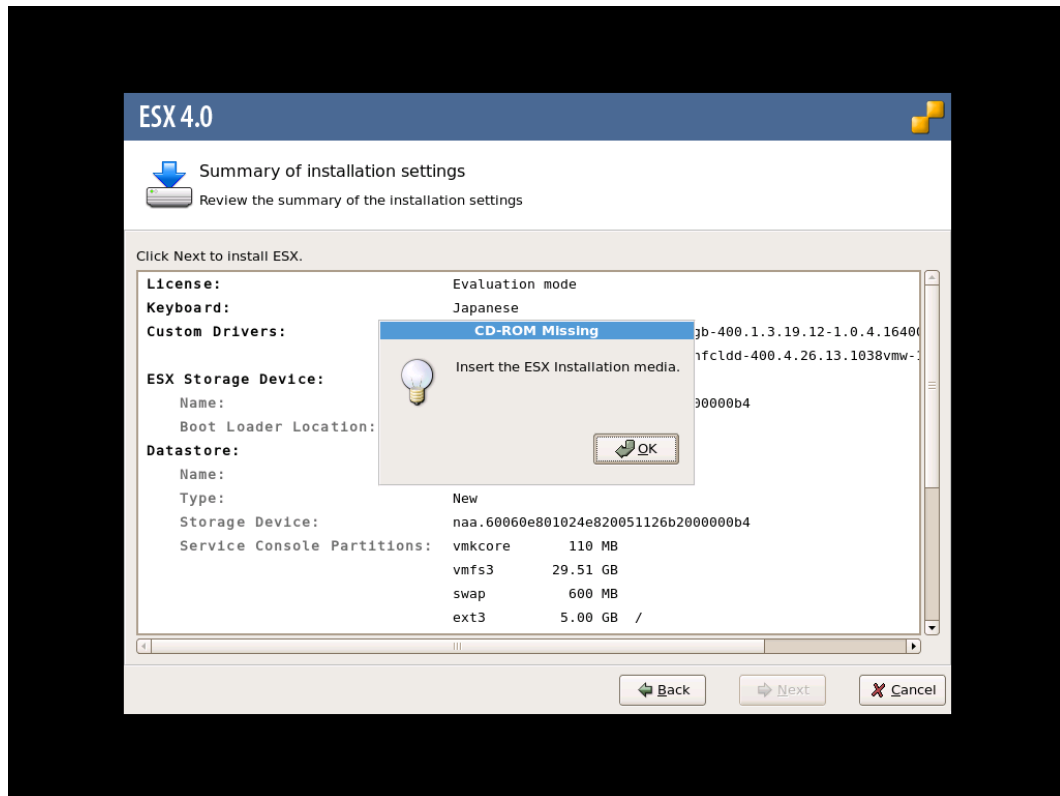 ESX 4.0
Summary of installation settings
Review the summary of the installation settings
Click Next to install ESX.
License: Evaluation mode
Keyboard: Japanese
Custom Drivers: gb-400.1.3.19.12-1.0.4.1640
nfcldd-400.4.26.13.1038vmw-
CD-ROM Missing
Insert the ESX Installation media.
OK
ESX Storage Device:
Name: 00000b4
Boot Loader Location:
Datastore:
Name:
Type: New
Storage Device: naa.60060e801024e820051126b2000000b4
Service Console Partitions: vmkcore 110 MB
vmfs3 29.51 GB
swap 600 MB
ext3 5.00 GB /
Back Next Cancel